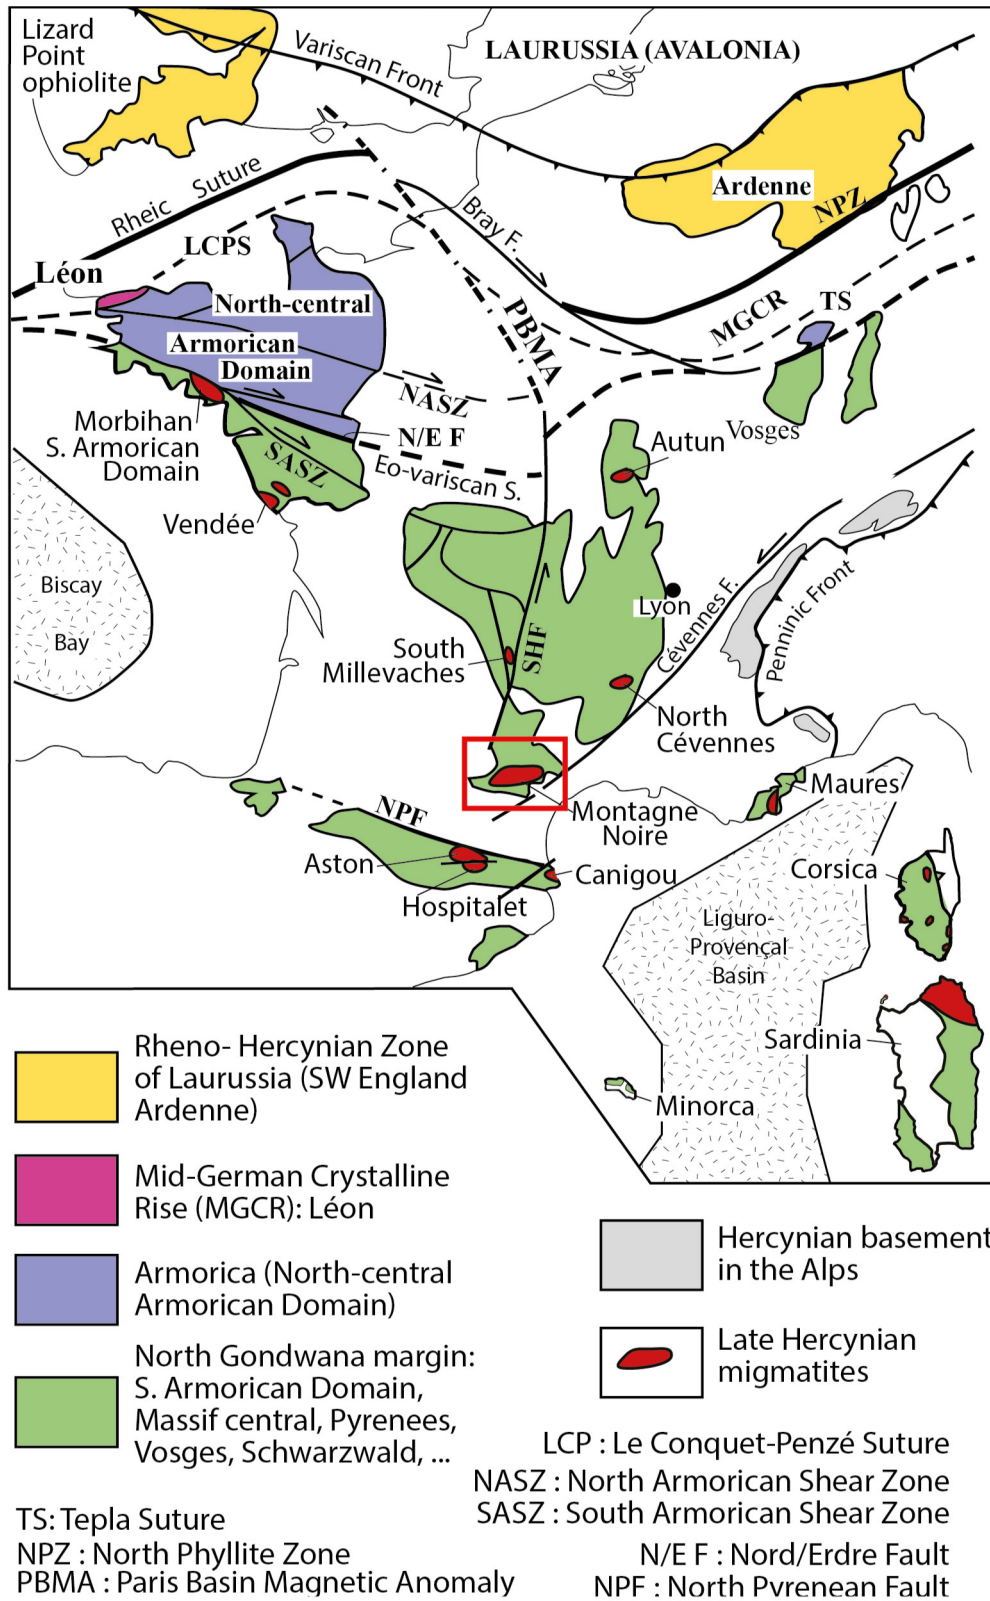 Lizard
Point
ophiolite
Variscan Front
LAURUSSIA (AVALONIA)
Rheic Suture
Ardenne
NPZ
Bray F.
LCPS
Léon
North-central
Armorican
Domain
PBMA
MGCR
TS
NASZ
Morbihan
S. Armorican
Domain
N/E F
SASZ
Eo-variscan S.
Autun
Vosges
Vendée
Biscay
Bay
Lyon
Cévennes F.
Penninic Front
SHF
South
Millevaches
North
Cévennes
NPF
Montagne
Noire
Maures
Aston
Canigou
Hospitalet
Corsica
Liguro-
Provençal
Basin
Sardinia
Minorca
Rheno- Hercynian Zone
of Laurussia (SW England
Ardenne)
Mid-German Crystalline
Rise (MGCR): Léon
Armorica (North-central
Armorican Domain)
North Gondwana margin:
S. Armorican Domain,
Massif central, Pyrenees,
Vosges, Schwarzwald, ...
Hercynian basement
in the Alps
Late Hercynian
migmatites
LCP : Le Conquet-Penzé Suture
NASZ : North Armorican Shear Zone
SASZ : South Armorican Shear Zone
TS: Tepla Suture
NPZ : North Phyllite Zone
PBMA : Paris Basin Magnetic Anomaly
N/E F : Nord/Erdre Fault
NPF : North Pyrenean Fault